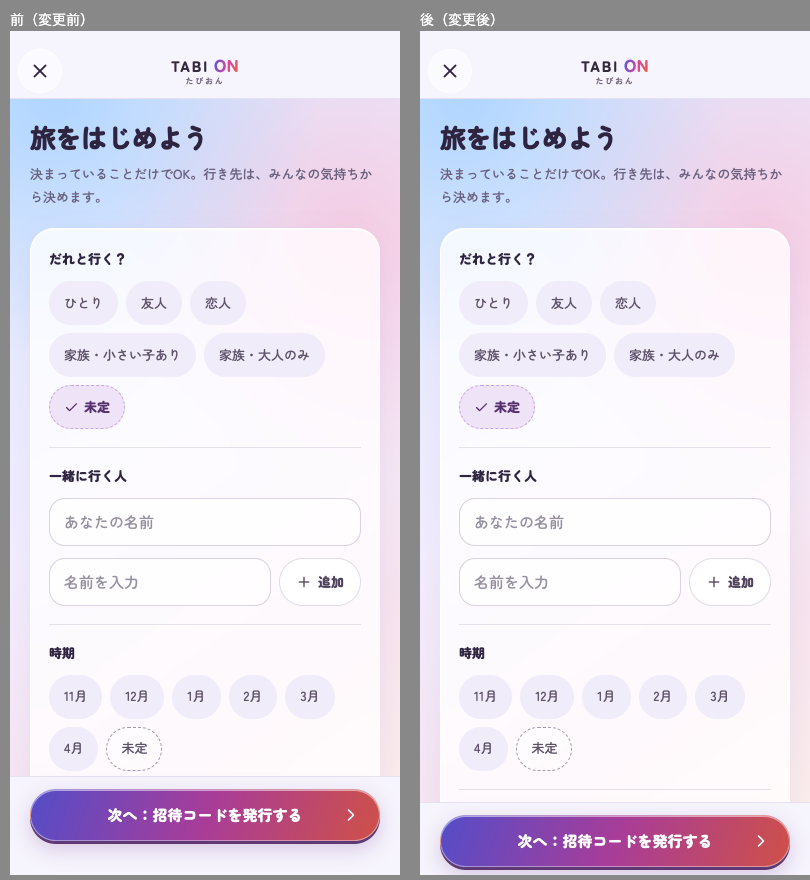 前（変更前）
TABI ON
たびおん
旅をはじめよう
決まっていることだけでOK。行き先は、みんなの気持ちか
ら決めます。
だれと行く？
ひとり
友人
恋人
家族・小さい子あり
家族・大人のみ
未定
一緒に行く人
あなたの名前
名前を入力
追加
時期
11月
12月
1月
2月
3月
4月
未定
次へ：招待コードを発行する
後（変更後）
TABI ON
たびおん
旅をはじめよう
決まっていることだけでOK。行き先は、みんなの気持ちか
ら決めます。
だれと行く？
ひとり
友人
恋人
家族・小さい子あり
家族・大人のみ
未定
一緒に行く人
あなたの名前
名前を入力
追加
時期
11月
12月
1月
2月
3月
4月
未定
次へ：招待コードを発行する